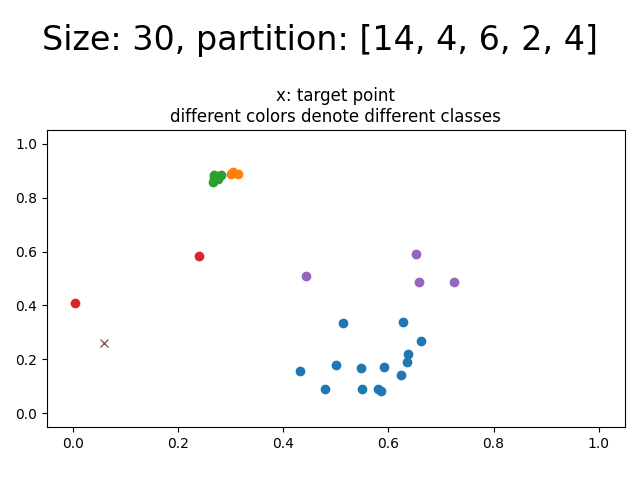 Size: 30, partition: [14, 4, 6, 2, 4]
x: target point
different colors denote different classes
1.0
0.8
0.6
0.4
0.2
0.0
0.0 0.2 0.4 0.6 0.8 1.0